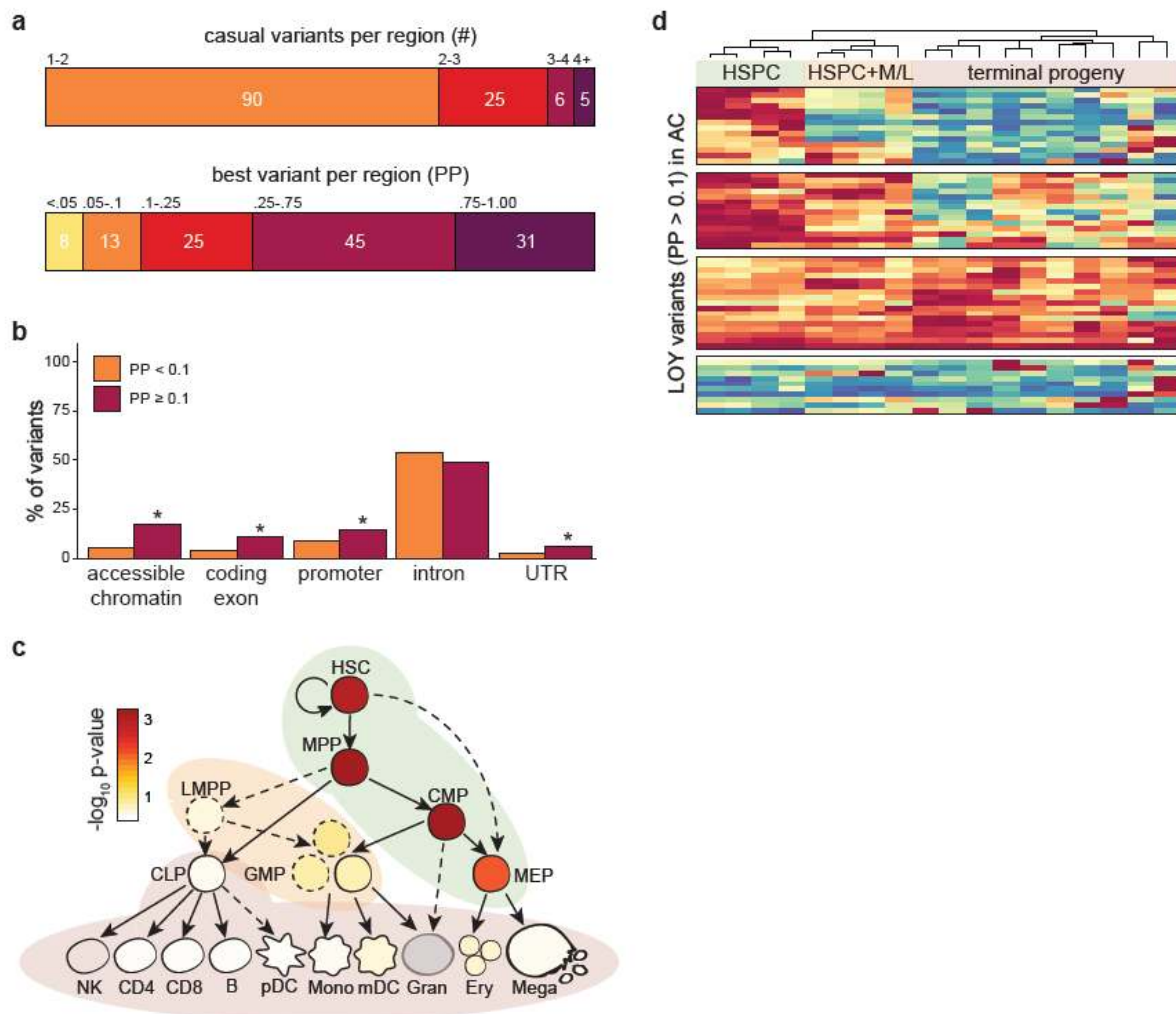 a
casual variants per region (#)
1-2 2-3 3-4 4+
90 25 6 5
best variant per region (PP)
<.05 .05-.1 .1-.25 .25-.75 .75-1.00
8 13 25 45 31
b
% of variants
100
75
50
25
0
PP < 0.1
PP ≥ 0.1
* * * *
accessible chromatin
coding exon
promoter
intron
UTR
c
-log10 p-value
3
2
1
HSC
MPP
LMPP
CMP
CLP
GMP
MEP
NK CD4 CD8 B pDC Mono mDC Gran Ery Mega
d
HSPC HSPC+M/L terminal progeny
LOY variants (PP > 0.1) in AC